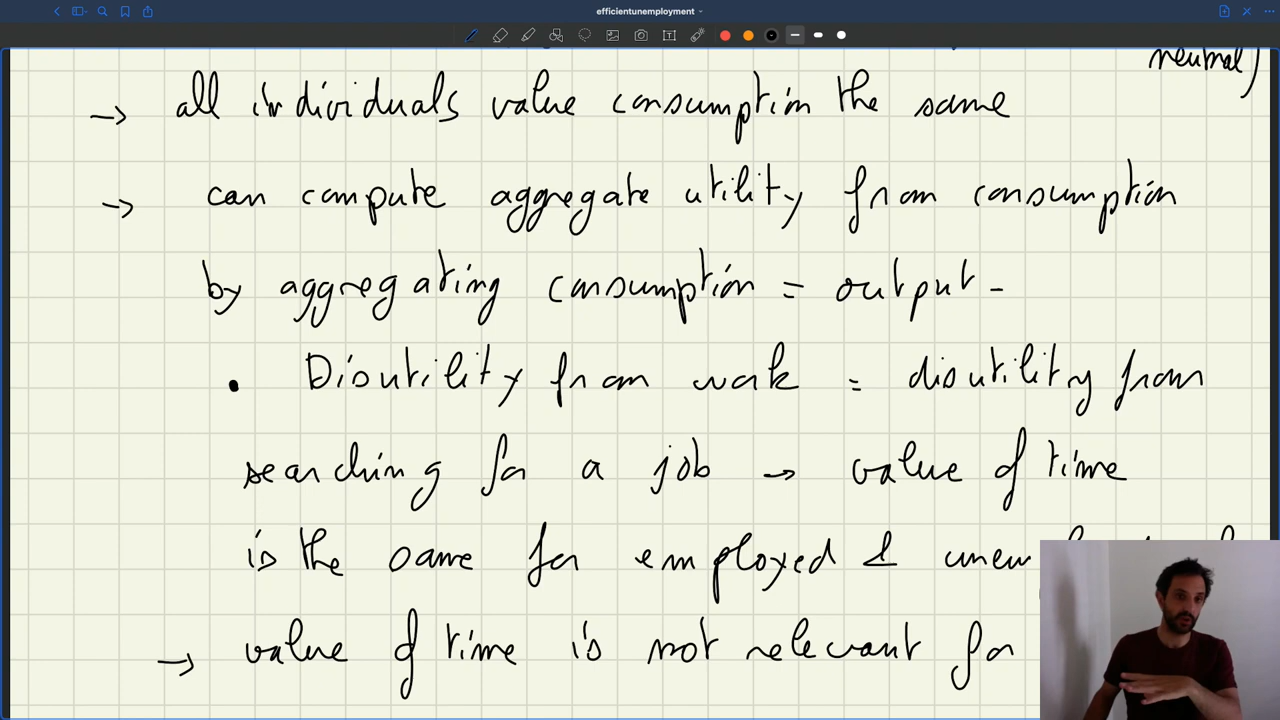 efficientunemployment
neutral)
→ all individuals value consumption the same
→ can compute aggregate utility from consumption
by aggregating consumption = output -
• Disutility from work = disutility from
searching for a job → value of time
is the same for employed &
→ value of time is not relevant for